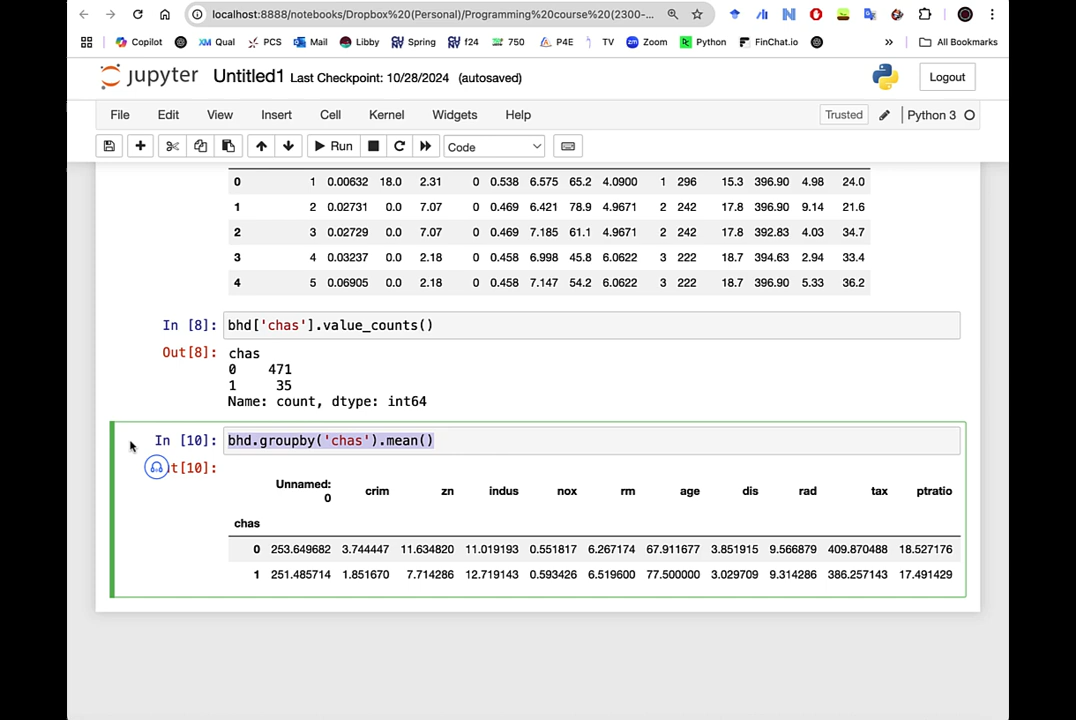 localhost:8888/notebooks/Dropbox%20(Personal)/Programming%20course%20(2300-...
Copilot XM Qual PCS Mail Libby Spring f24 750 P4E TV Zoom Python FinChat.io » All Bookmarks
jupyter Untitled1 Last Checkpoint: 10/28/2024 (autosaved) Logout
File Edit View Insert Cell Kernel Widgets Help Trusted Python 3
Run Code
0 1 0.00632 18.0 2.31 0 0.538 6.575 65.2 4.0900 1 296 15.3 396.90 4.98 24.0
1 2 0.02731 0.0 7.07 0 0.469 6.421 78.9 4.9671 2 242 17.8 396.90 9.14 21.6
2 3 0.02729 0.0 7.07 0 0.469 7.185 61.1 4.9671 2 242 17.8 392.83 4.03 34.7
3 4 0.03237 0.0 2.18 0 0.458 6.998 45.8 6.0622 3 222 18.7 394.63 2.94 33.4
4 5 0.06905 0.0 2.18 0 0.458 7.147 54.2 6.0622 3 222 18.7 396.90 5.33 36.2
In [8]: bhd['chas'].value_counts()
Out[8]: chas
0 471
1 35
Name: count, dtype: int64
In [10]: bhd.groupby('chas').mean()
t[10]:
Unnamed: 0 crim zn indus nox rm age dis rad tax ptratio
chas
0 253.649682 3.744447 11.634820 11.019193 0.551817 6.267174 67.911677 3.851915 9.566879 409.870488 18.527176
1 251.485714 1.851670 7.714286 12.719143 0.593426 6.519600 77.500000 3.029709 9.314286 386.257143 17.491429